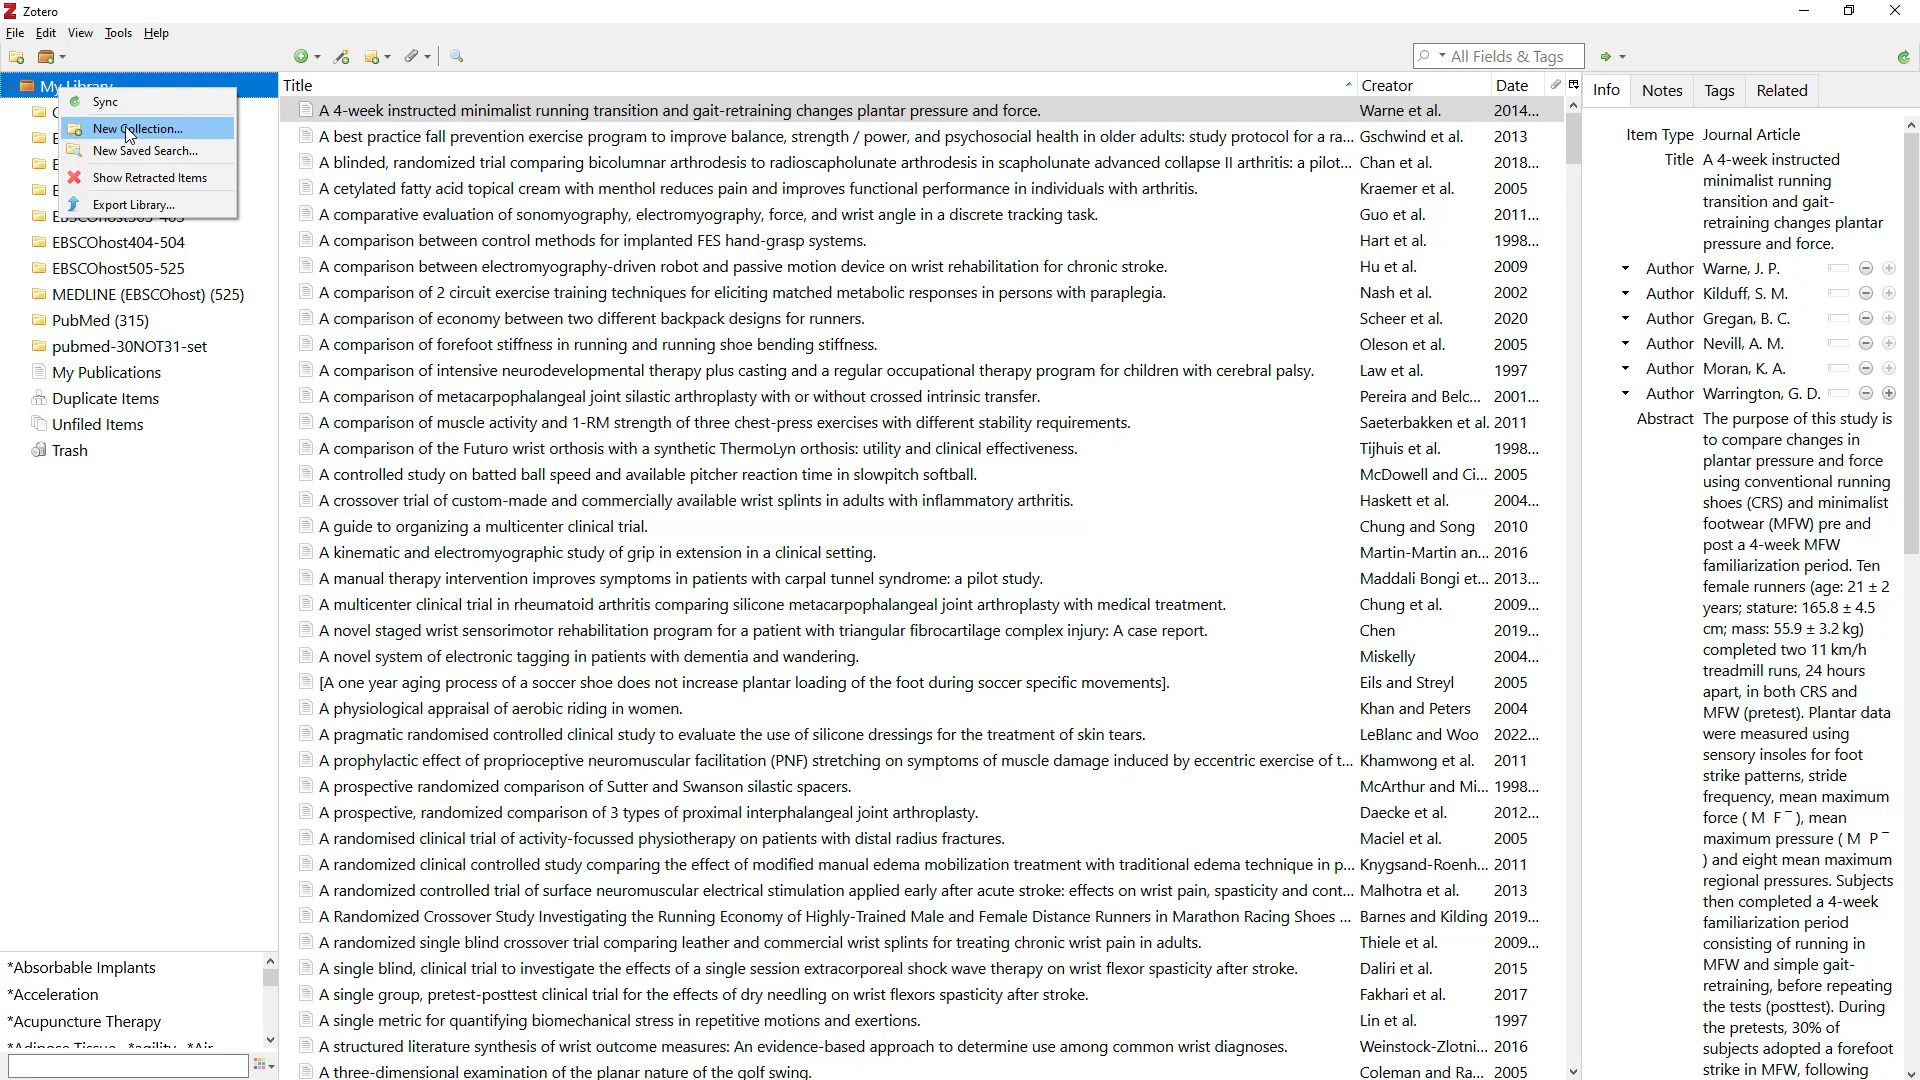 Zotero
File Edit View Tools Help
All Fields & Tags
My Library
Sync
New Collection...
New Saved Search...
Show Retracted Items
Export Library...
EBSCOhost404-504
EBSCOhost505-525
MEDLINE (EBSCOhost) (525)
PubMed (315)
pubmed-30NOT31-set
My Publications
Duplicate Items
Unfiled Items
Trash
*Absorbable Implants
*Acceleration
*Acupuncture Therapy
*Adipose Tissue *agility *Air
Title Creator Date
A 4-week instructed minimalist running transition and gait-retraining changes plantar pressure and force. Warne et al. 2014...
A best practice fall prevention exercise program to improve balance, strength / power, and psychosocial health in older adults: study protocol for a ra... Gschwind et al. 2013
A blinded, randomized trial comparing bicolumnar arthrodesis to radioscapholunate arthrodesis in scapholunate advanced collapse II arthritis: a pilot... Chan et al. 2018...
A cetylated fatty acid topical cream with menthol reduces pain and improves functional performance in individuals with arthritis. Kraemer et al. 2005
A comparative evaluation of sonomyography, electromyography, force, and wrist angle in a discrete tracking task. Guo et al. 2011...
A comparison between control methods for implanted FES hand-grasp systems. Hart et al. 1998...
A comparison between electromyography-driven robot and passive motion device on wrist rehabilitation for chronic stroke. Hu et al. 2009
A comparison of 2 circuit exercise training techniques for eliciting matched metabolic responses in persons with paraplegia. Nash et al. 2002
A comparison of economy between two different backpack designs for runners. Scheer et al. 2020
A comparison of forefoot stiffness in running and running shoe bending stiffness. Oleson et al. 2005
A comparison of intensive neurodevelopmental therapy plus casting and a regular occupational therapy program for children with cerebral palsy. Law et al. 1997
A comparison of metacarpophalangeal joint silastic arthroplasty with or without crossed intrinsic transfer. Pereira and Belc... 2001...
A comparison of muscle activity and 1-RM strength of three chest-press exercises with different stability requirements. Saeterbakken et al. 2011
A comparison of the Futuro wrist orthosis with a synthetic ThermoLyn orthosis: utility and clinical effectiveness. Tijhuis et al. 1998...
A controlled study on batted ball speed and available pitcher reaction time in slowpitch softball. McDowell and Ci... 2005
A crossover trial of custom-made and commercially available wrist splints in adults with inflammatory arthritis. Haskett et al. 2004...
A guide to organizing a multicenter clinical trial. Chung and Song 2010
A kinematic and electromyographic study of grip in extension in a clinical setting. Martin-Martin an... 2016
A manual therapy intervention improves symptoms in patients with carpal tunnel syndrome: a pilot study. Maddali Bongi et... 2013...
A multicenter clinical trial in rheumatoid arthritis comparing silicone metacarpophalangeal joint arthroplasty with medical treatment. Chung et al. 2009...
A novel staged wrist sensorimotor rehabilitation program for a patient with triangular fibrocartilage complex injury: A case report. Chen 2019...
A novel system of electronic tagging in patients with dementia and wandering. Miskelly 2004...
[A one year aging process of a soccer shoe does not increase plantar loading of the foot during soccer specific movements]. Eils and Streyl 2005
A physiological appraisal of aerobic riding in women. Khan and Peters 2004
A pragmatic randomised controlled clinical study to evaluate the use of silicone dressings for the treatment of skin tears. LeBlanc and Woo 2022...
A prophylactic effect of proprioceptive neuromuscular facilitation (PNF) stretching on symptoms of muscle damage induced by eccentric exercise of t... Khamwong et al. 2011
A prospective randomized comparison of Sutter and Swanson silastic spacers. McArthur and Mi... 1998...
A prospective, randomized comparison of 3 types of proximal interphalangeal joint arthroplasty. Daecke et al. 2012...
A randomised clinical trial of activity-focussed physiotherapy on patients with distal radius fractures. Maciel et al. 2005
A randomized clinical controlled study comparing the effect of modified manual edema mobilization treatment with traditional edema technique in p... Knygsand-Roenh... 2011
A randomized controlled trial of surface neuromuscular electrical stimulation applied early after acute stroke: effects on wrist pain, spasticity and cont... Malhotra et al. 2013
A Randomized Crossover Study Investigating the Running Economy of Highly-Trained Male and Female Distance Runners in Marathon Racing Shoes ... Barnes and Kilding 2019...
A randomized single blind crossover trial comparing leather and commercial wrist splints for treating chronic wrist pain in adults. Thiele et al. 2009...
A single blind, clinical trial to investigate the effects of a single session extracorporeal shock wave therapy on wrist flexor spasticity after stroke. Daliri et al. 2015
A single group, pretest-posttest clinical trial for the effects of dry needling on wrist flexors spasticity after stroke. Fakhari et al. 2017
A single metric for quantifying biomechanical stress in repetitive motions and exertions. Lin et al. 1997
A structured literature synthesis of wrist outcome measures: An evidence-based approach to determine use among common wrist diagnoses. Weinstock-Zlotni... 2016
A three-dimensional examination of the planar nature of the golf swing. Coleman and Ra... 2005
Info Notes Tags Related
Item Type Journal Article
Title A 4-week instructed
minimalist running
transition and gait-
retraining changes plantar
pressure and force.
Author Warne, J. P.
Author Kilduff, S. M.
Author Gregan, B. C.
Author Nevill, A. M.
Author Moran, K. A.
Author Warrington, G. D.
Abstract The purpose of this study is
to compare changes in
plantar pressure and force
using conventional running
shoes (CRS) and minimalist
footwear (MFW) pre and
post a 4-week MFW
familiarization period. Ten
female runners (age: 21 ± 2
years; stature: 165.8 ± 4.5
cm; mass: 55.9 ± 3.2 kg)
completed two 11 km/h
treadmill runs, 24 hours
apart, in both CRS and
MFW (pretest). Plantar data
were measured using
sensory insoles for foot
strike patterns, stride
frequency, mean maximum
force ( M F ¯ ), mean
maximum pressure ( M P ¯
) and eight mean maximum
regional pressures. Subjects
then completed a 4-week
familiarization period
consisting of running in
MFW and simple gait-
retraining, before repeating
the tests (posttest). During
the pretests, 30% of
subjects adopted a forefoot
strike in MFW, following